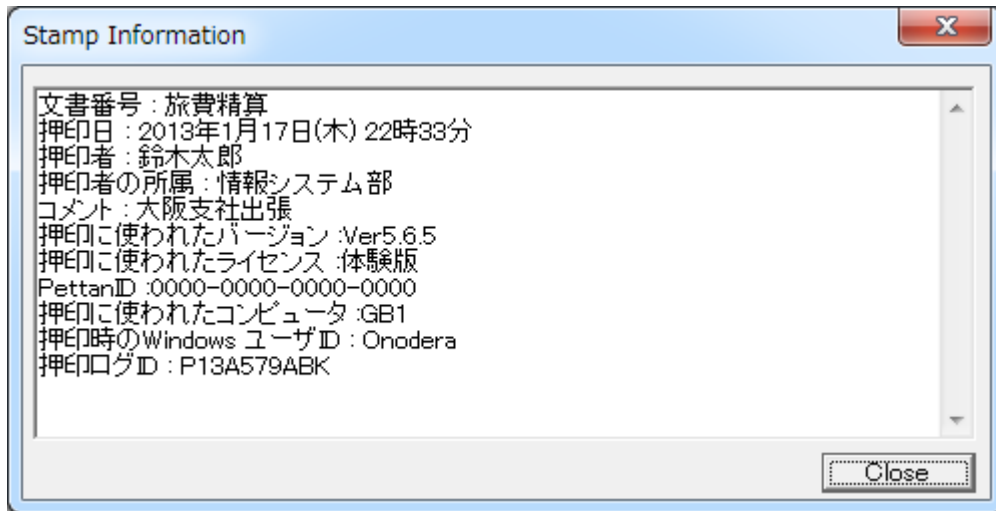 Stamp Information
文書番号 : 旅費精算
押印日 : 2013年1月17日(木) 22時33分
押印者 : 鈴木太郎
押印者の所属 : 情報システム部
コメント : 大阪支社出張
押印に使われたバージョン :Ver5.6.5
押印に使われたライセンス :体験版
PettanID :0000-0000-0000-0000
押印に使われたコンピュータ :GB1
押印時のWindows ユーザID : Onodera
押印ログID : P13A579ABK
Close